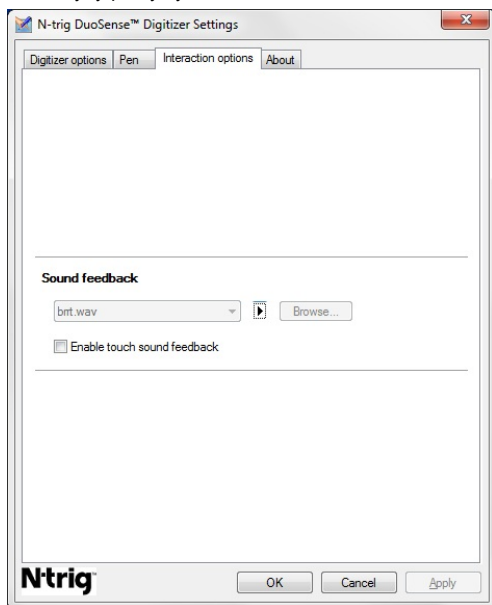 N-trig DuoSense™ Digitizer Settings
Digitizer options Pen Interaction options About
Sound feedback
brrt.wav Browse...
Enable touch sound feedback
N-trig OK Cancel Apply